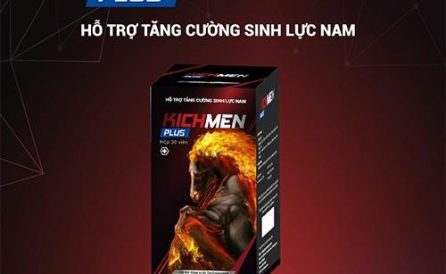 PLUS
HỖ TRỢ TĂNG CƯỜNG SINH LỰC NAM
HỖ TRỢ TĂNG CƯỜNG SINH LỰC NAM
KICHMEN
PLUS
Hộp 30 viên